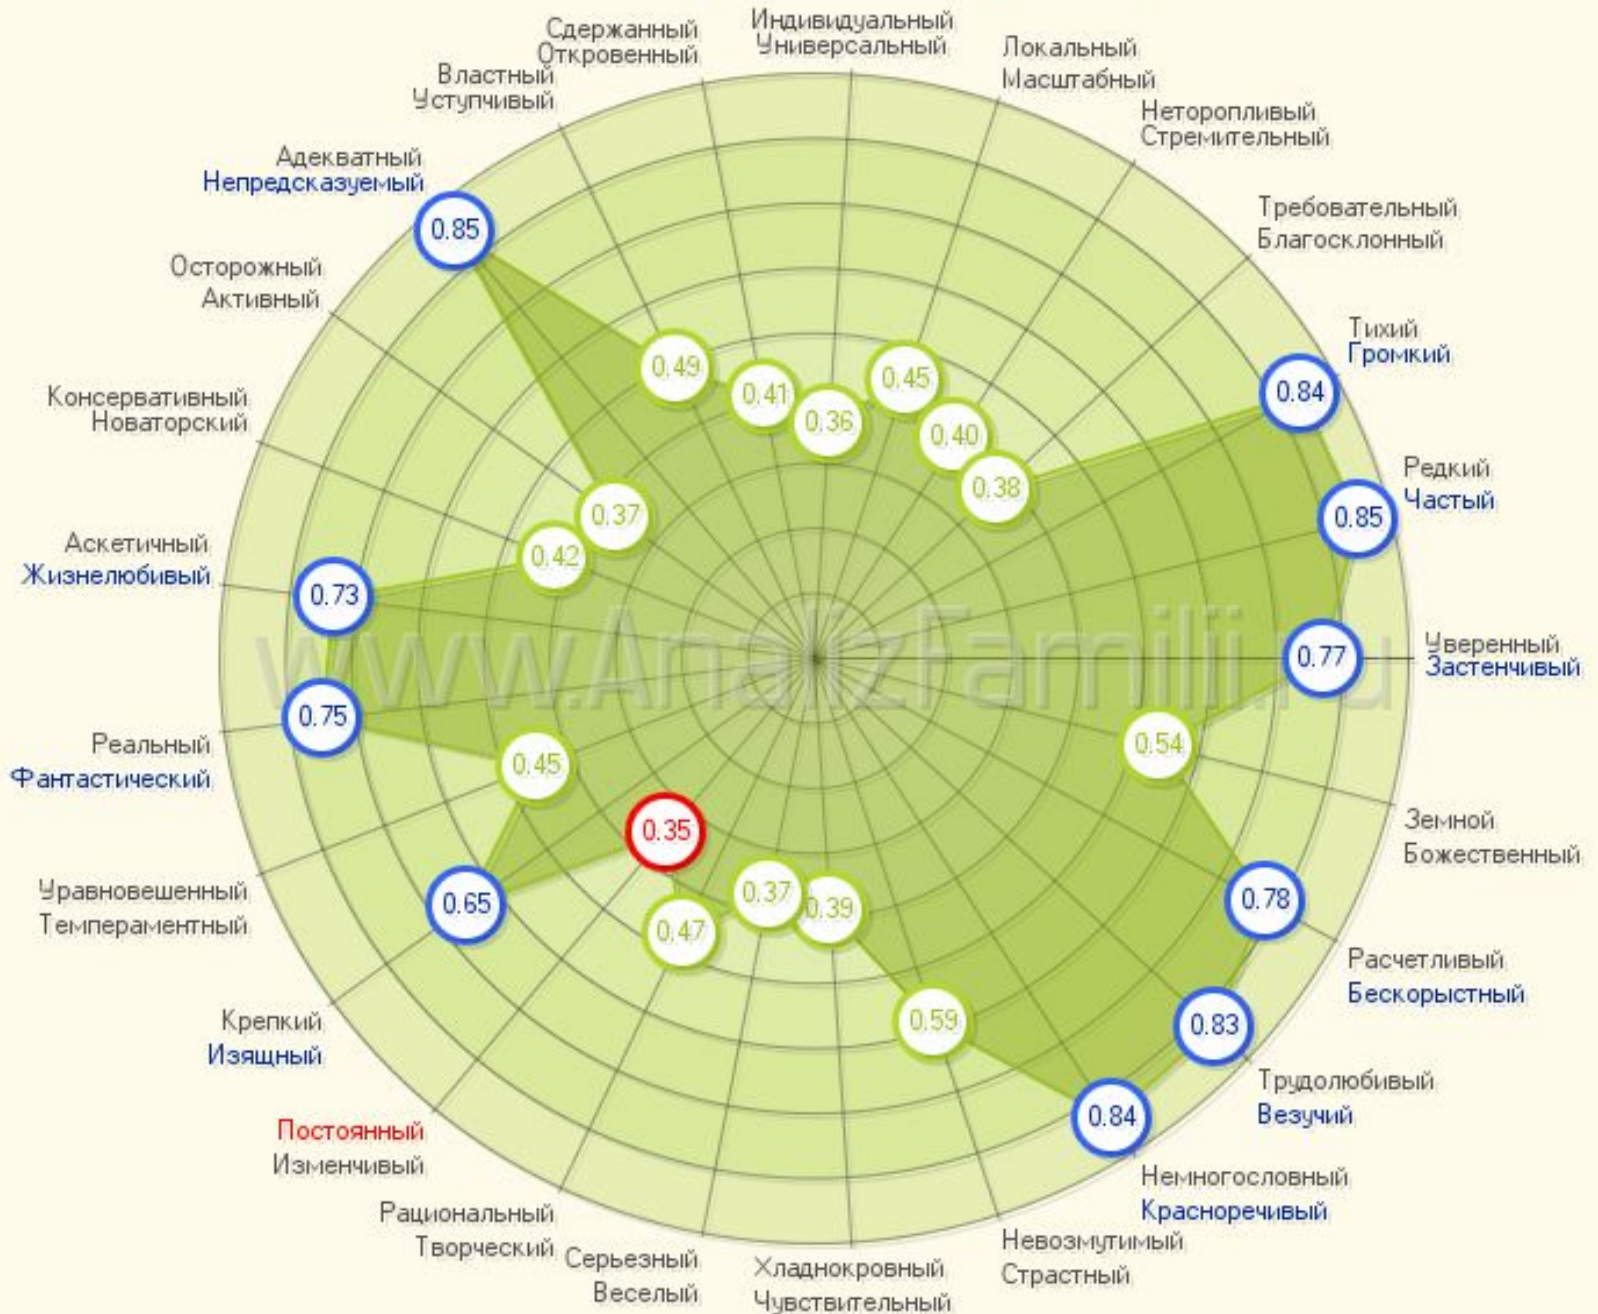 Индивидуальный
Универсальный
Локальный
Масштабный
Неторопливый
Стремительный
Требовательный
Благосклонный
Тихий
Громкий
Редкий
Частый
Уверенный
Застенчивый
Земной
Божественный
Расчетливый
Бескорыстный
Трудолюбивый
Везучий
Немногословный
Красноречивый
Невозмутимый
Страстный
Хладнокровный
Чувствительный
Серьезный
Веселый
Рациональный
Творческий
Постоянный
Изменчивый
Крепкий
Изящный
Уравновешенный
Темпераментный
Реальный
Фантастический
Аскетичный
Жизнелюбивый
Консервативный
Новаторский
Осторожный
Активный
Адекватный
Непредсказуемый
Властный
Уступчивый
Сдержанный
Откровенный
0.36
0.45
0.40
0.38
0.84
0.85
0.77
0.54
0.78
0.83
0.84
0.59
0.39
0.37
0.47
0.35
0.65
0.45
0.75
0.73
0.42
0.37
0.85
0.49
0.41
www.AnalizFamilii.ru